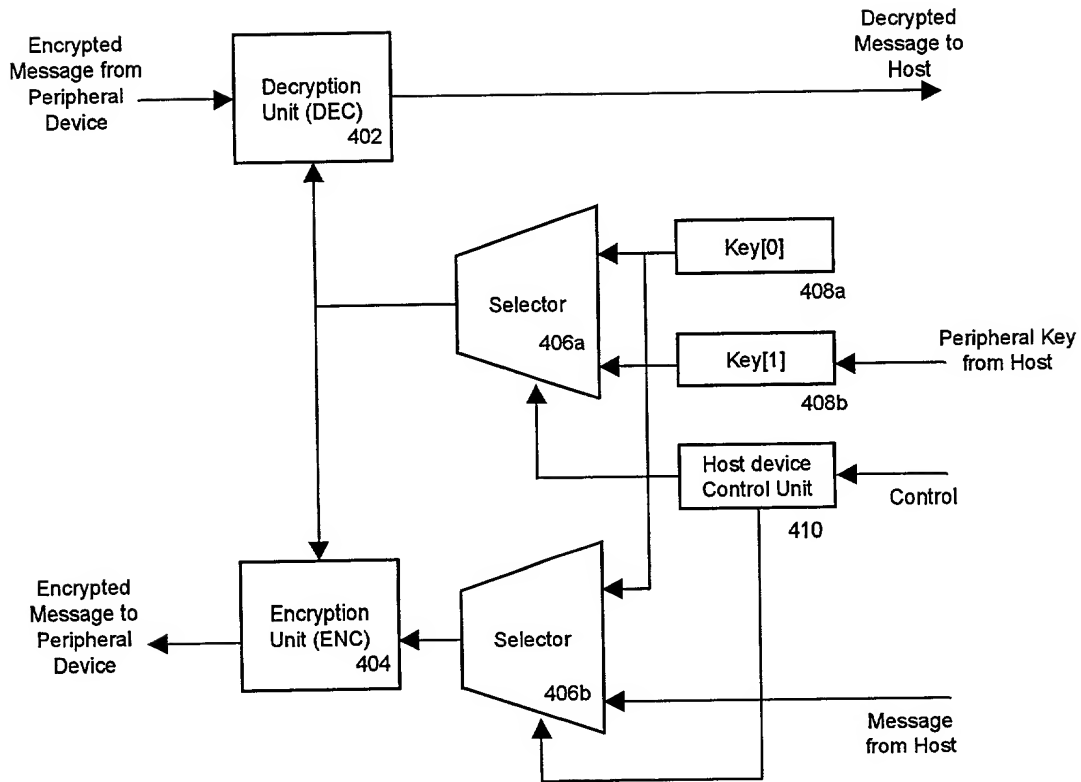 Encrypted
Message from
Peripheral
Device
Decryption
Unit (DEC)
402
Decrypted
Message to
Host
Selector
406a
Key[0]
408a
Key[1]
408b
Peripheral Key
from Host
Host device
Control Unit
410
Control
Encrypted
Message to
Peripheral
Device
Encryption
Unit (ENC)
404
Selector
406b
Message
from Host